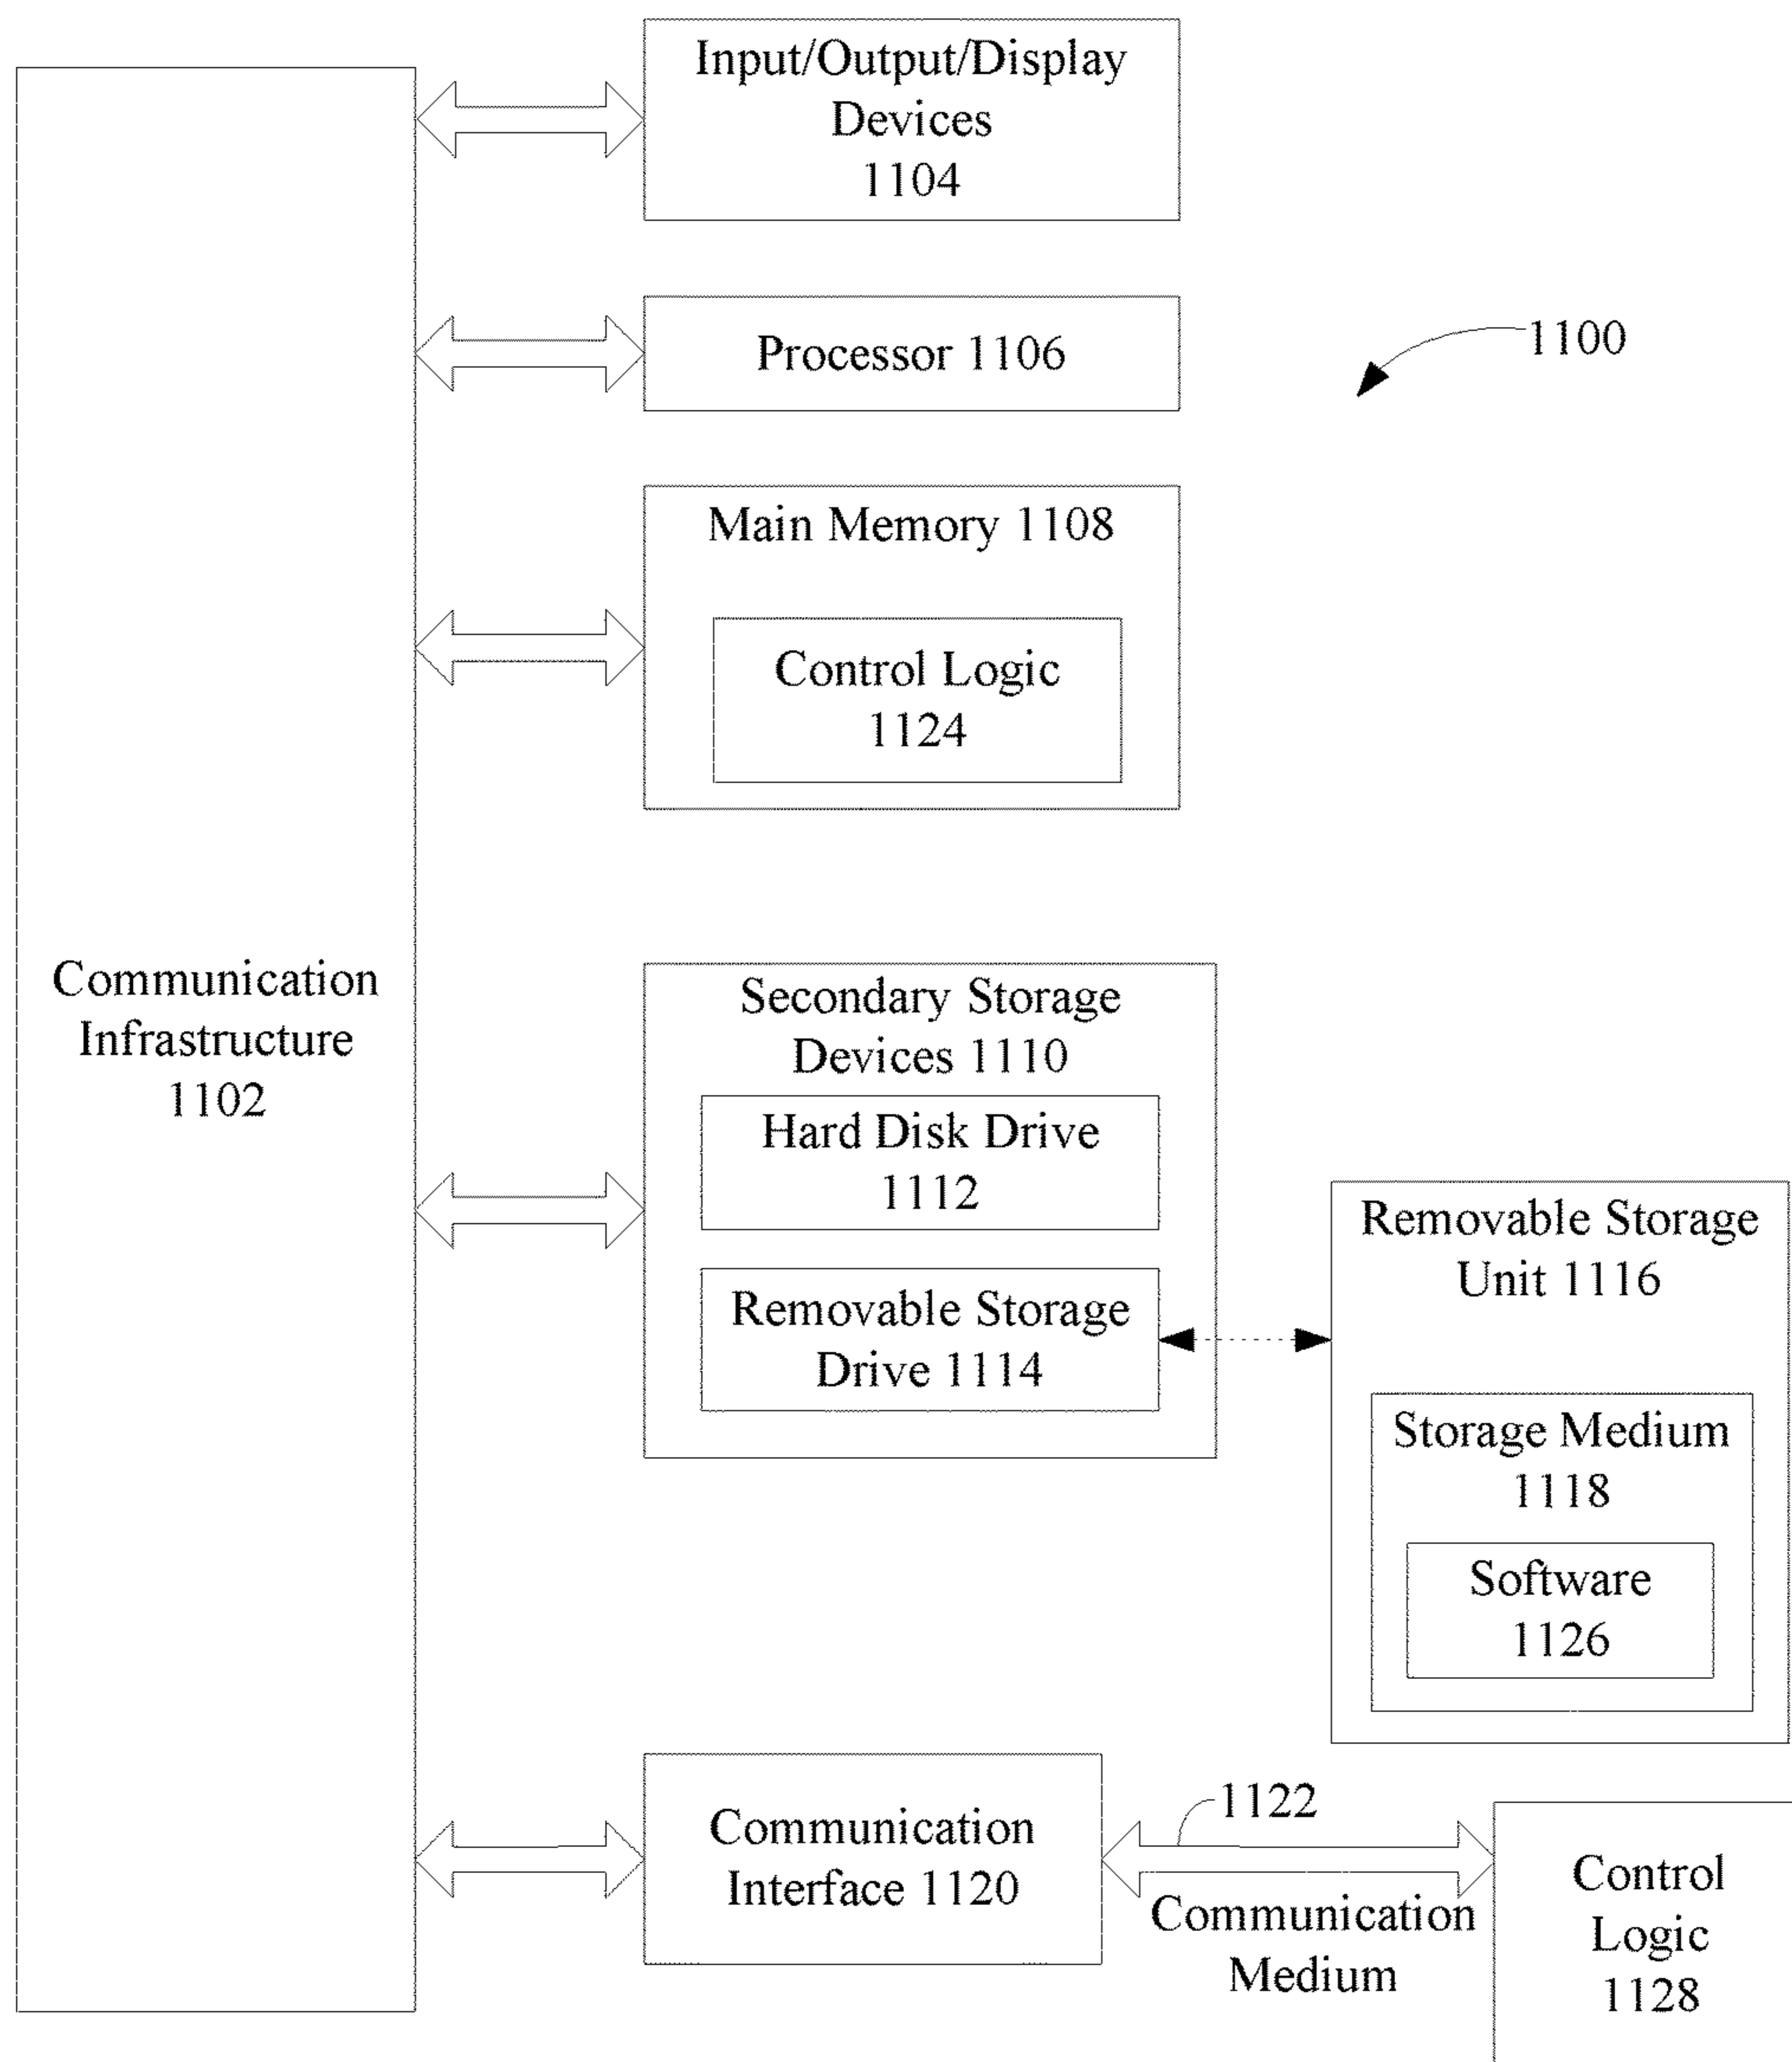 Input/Output/Display
Devices
1104
Processor 1106
1100
Main Memory 1108
Control Logic
1124
Communication
Infrastructure
1102
Secondary Storage
Devices 1110
Hard Disk Drive
1112
Removable Storage
Drive 1114
Removable Storage
Unit 1116
Storage Medium
1118
Software
1126
Communication
Interface 1120
1122
Communication
Medium
Control
Logic
1128